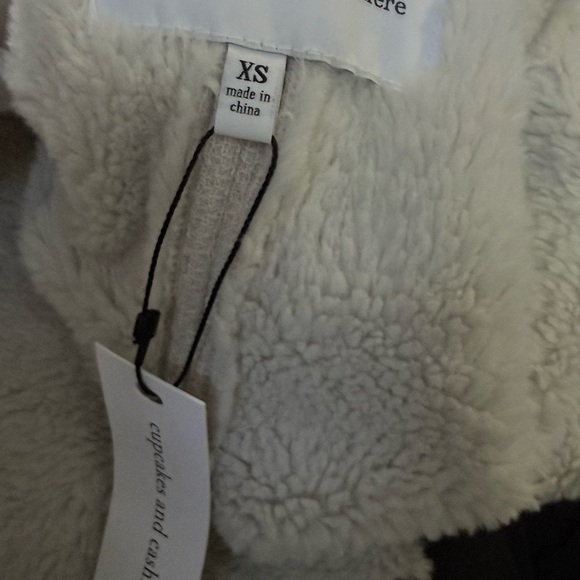 XS
made in
china
cupcakes and cash